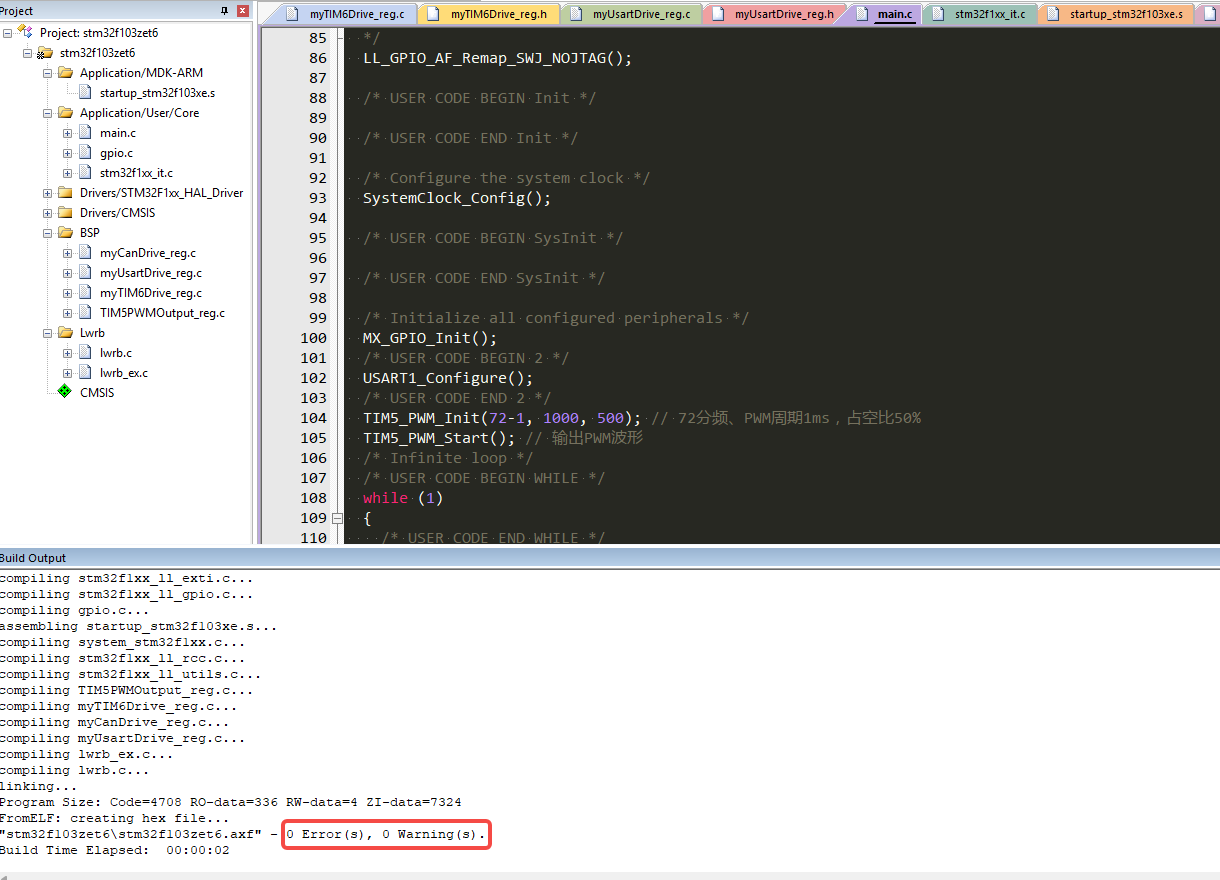 Project
Project: stm32f103zet6
stm32f103zet6
Application/MDK-ARM
startup_stm32f103xe.s
Application/User/Core
main.c
gpio.c
stm32f1xx_it.c
Drivers/STM32F1xx_HAL_Driver
Drivers/CMSIS
BSP
myCanDrive_reg.c
myUsartDrive_reg.c
myTIM6Drive_reg.c
TIM5PWMOutput_reg.c
Lwrb
lwrb.c
lwrb_ex.c
CMSIS
myTIM6Drive_reg.c myTIM6Drive_reg.h myUsartDrive_reg.c myUsartDrive_reg.h main.c stm32f1xx_it.c startup_stm32f103xe.s
85 */
86 LL_GPIO_AF_Remap_SWJ_NOJTAG();
87
88 /* USER CODE BEGIN Init */
89
90 /* USER CODE END Init */
91
92 /* Configure the system clock */
93 SystemClock_Config();
94
95 /* USER CODE BEGIN SysInit */
96
97 /* USER CODE END SysInit */
98
99 /* Initialize all configured peripherals */
100 MX_GPIO_Init();
101 /* USER CODE BEGIN 2 */
102 USART1_Configure();
103 /* USER CODE END 2 */
104 TIM5_PWM_Init(72-1, 1000, 500); // 72分频、PWM周期1ms，占空比50%
105 TIM5_PWM_Start(); // 输出PWM波形
106 /* Infinite loop */
107 /* USER CODE BEGIN WHILE */
108 while (1)
109 {
110 /* USER CODE END WHILE */
Build Output
compiling stm32f1xx_ll_exti.c...
compiling stm32f1xx_ll_gpio.c...
compiling gpio.c...
assembling startup_stm32f103xe.s...
compiling system_stm32f1xx.c...
compiling stm32f1xx_ll_rcc.c...
compiling stm32f1xx_ll_utils.c...
compiling TIM5PWMOutput_reg.c...
compiling myTIM6Drive_reg.c...
compiling myCanDrive_reg.c...
compiling myUsartDrive_reg.c...
compiling lwrb_ex.c...
compiling lwrb.c...
linking...
Program Size: Code=4708 RO-data=336 RW-data=4 ZI-data=7324
FromELF: creating hex file...
"stm32f103zet6\stm32f103zet6.axf" - 0 Error(s), 0 Warning(s).
Build Time Elapsed:  00:00:02